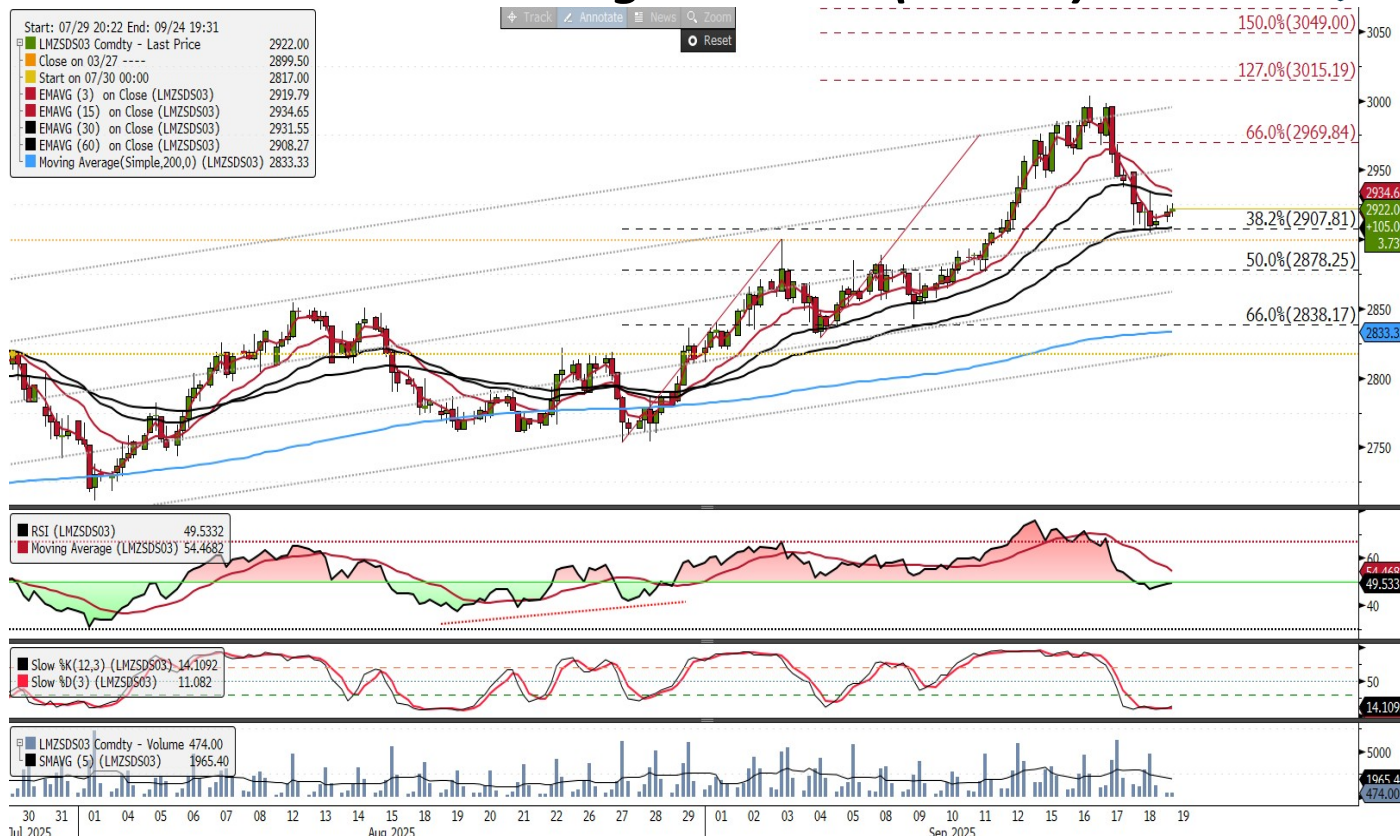 Track Annotate News Zoom
Reset
Start: 07/29 20:22 End: 09/24 19:31
LMZSDS03 Comdty - Last Price 2922.00
Close on 03/27 ---- 2899.50
Start on 07/30 00:00 2817.00
EMAVG (3) on Close (LMZSDS03) 2919.79
EMAVG (15) on Close (LMZSDS03) 2934.65
EMAVG (30) on Close (LMZSDS03) 2931.55
EMAVG (60) on Close (LMZSDS03) 2908.27
Moving Average(Simple,200,0) (LMZSDS03) 2833.33
150.0%(3049.00)
127.0%(3015.19)
66.0%(2969.84)
38.2%(2907.81)
50.0%(2878.25)
66.0%(2838.17)
3050
3000
2950
2934.6
2922.0
+105.0
3.73
2850
2833.3
2800
2750
RSI (LMZSDS03) 49.5332
Moving Average (LMZSDS03) 54.4682
60
54.468
49.533
40
Slow %K(12,3) (LMZSDS03) 14.1092
Slow %D(3) (LMZSDS03) 11.082
50
14.109
LMZSDS03 Comdty - Volume 474.00
SMAVG (5) (LMZSDS03) 1965.40
5000
1965.4
474.00
30 31 01 04 05 06 07 08 11 12 13 14 15 18 19 20 21 22 26 27 28 29 01 02 03 04 05 08 09 10 11 12 15 16 17 18 19
Jul 2025 Aug 2025 Sep 2025